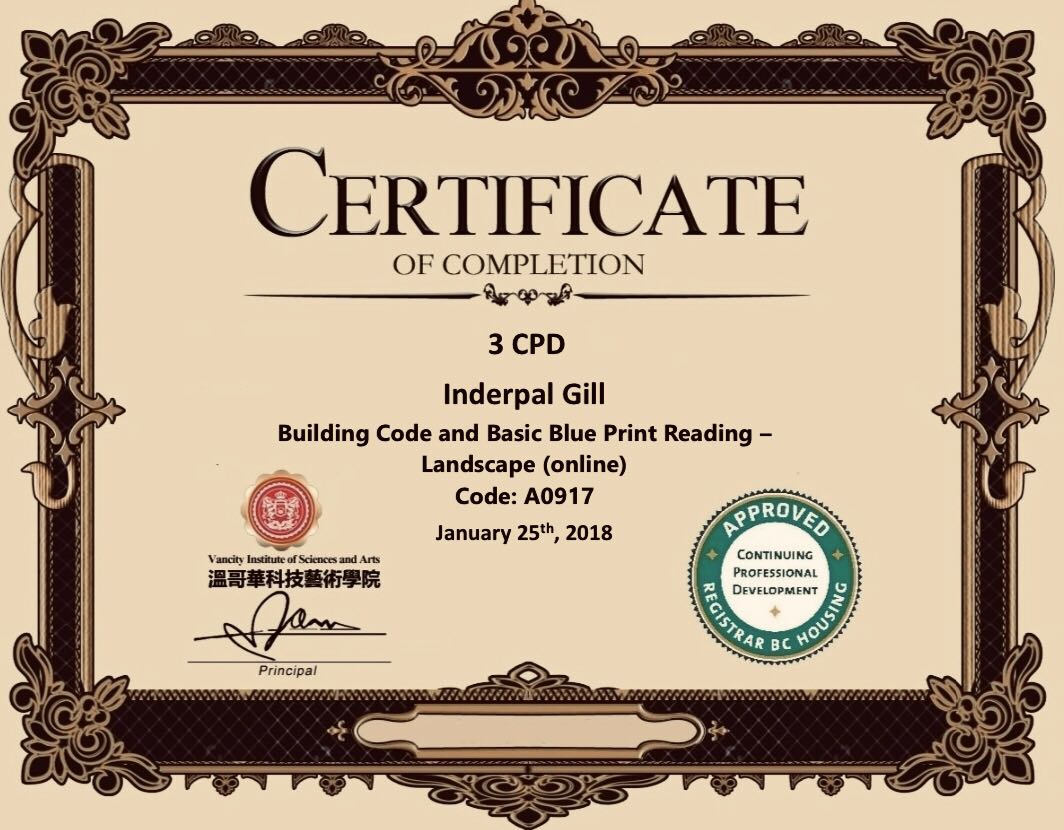 CERTIFICATE
OF COMPLETION
3 CPD
Inderpal Gill
Building Code and Basic Blue Print Reading –
Landscape (online)
Code: A0917
January 25th, 2018
Vancity Institute of Sciences and Arts
溫哥華科技藝術學院
Principal
APPROVED
CONTINUING
PROFESSIONAL
DEVELOPMENT
REGISTRAR BC HOUSING